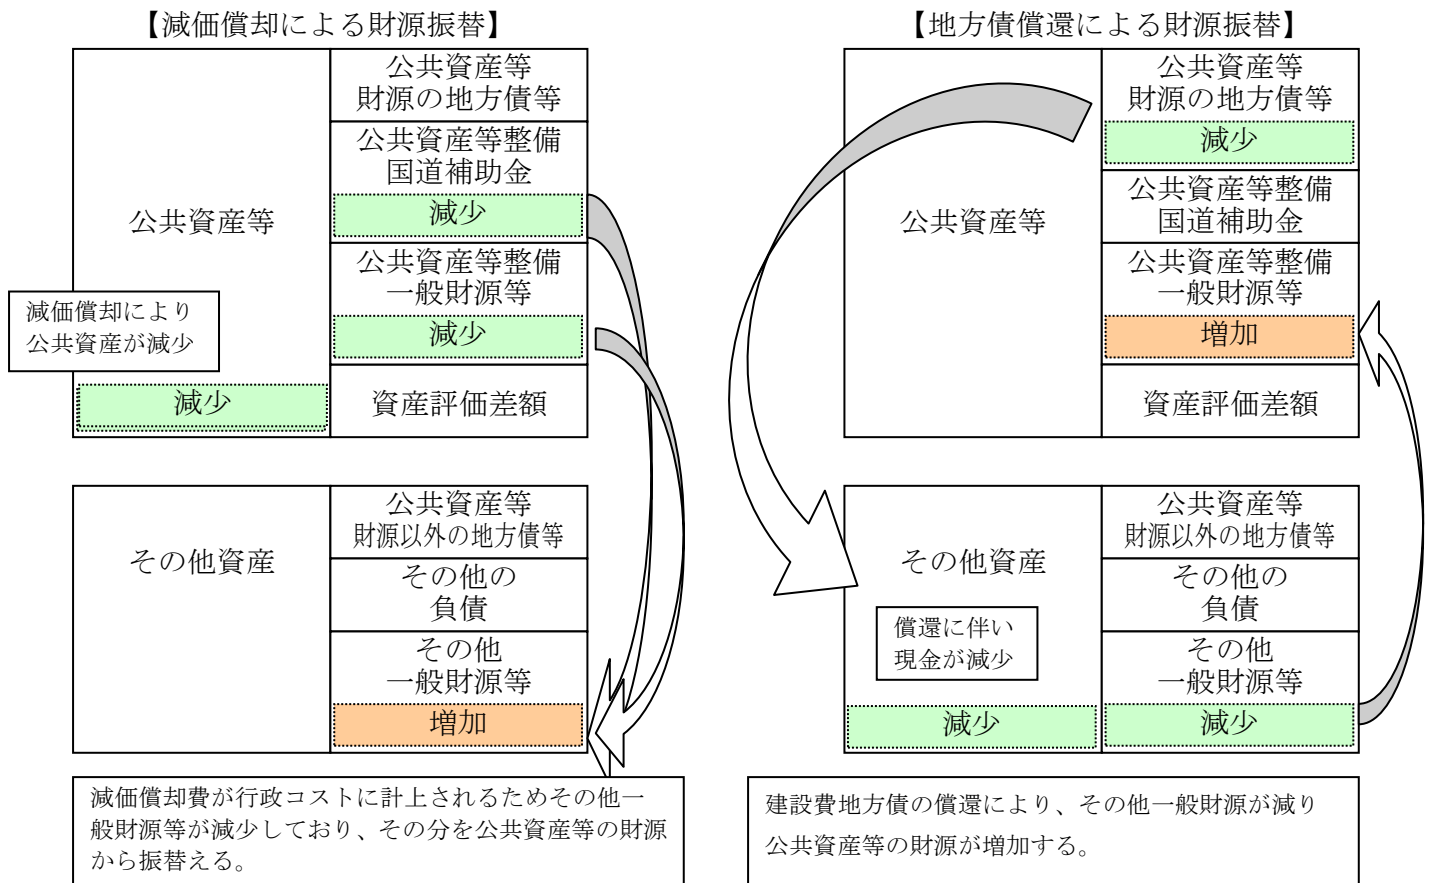 【減価償却による財源振替】
公共資産等
減価償却により
公共資産が減少
減少
公共資産等
財源の地方債等
公共資産等整備
国道補助金
減少
公共資産等整備
一般財源等
減少
資産評価差額
その他資産
公共資産等
財源以外の地方債等
その他の
負債
その他
一般財源等
増加
減価償却費が行政コストに計上されるためその他一
般財源等が減少しており、その分を公共資産等の財源
から振替える。
【地方債償還による財源振替】
公共資産等
公共資産等
財源の地方債等
減少
公共資産等整備
国道補助金
公共資産等整備
一般財源等
増加
資産評価差額
その他資産
償還に伴い
現金が減少
減少
公共資産等
財源以外の地方債等
その他の
負債
その他
一般財源等
減少
建設費地方債の償還により、その他一般財源が減り
公共資産等の財源が増加する。